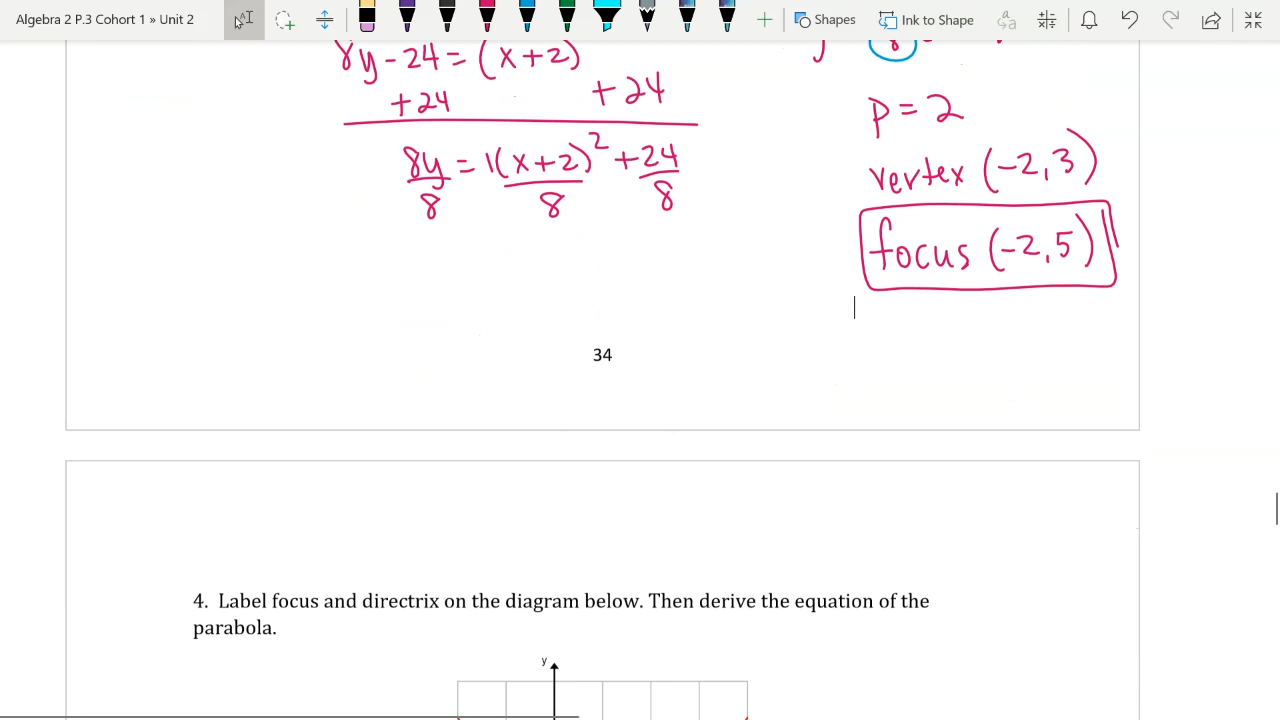 Algebra 2 P.3 Cohort 1 » Unit 2
Shapes
Ink to Shape
8y - 24 = (x+2)
+24 +24
8y = 1(x+2)² + 24
8 8 8
8
p = 2
vertex (-2,3)
focus (-2,5)
34
4. Label focus and directrix on the diagram below. Then derive the equation of the
parabola.
y